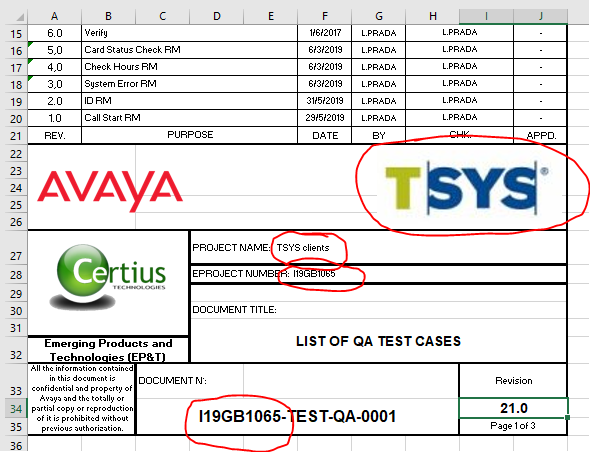 A B C D E F G H I J
15 6.0 Verify 1/6/2017 L.PRADA L.PRADA -
16 5,0 Card Status Check RM 6/3/2019 L.PRADA L.PRADA -
17 4,0 Check Hours RM 6/3/2019 L.PRADA L.PRADA -
18 3,0 System Error RM 6/3/2019 L.PRADA L.PRADA -
19 2.0 ID RM 31/5/2019 L.PRADA L.PRADA -
20 1.0 Call Start RM 29/5/2019 L.PRADA L.PRADA -
21 REV. PURPOSE DATE BY CHK. APPD.
22
23
24 AVAYA TSYS®
25
26
27 PROJECT NAME: TSYS clients
Certius
TECHNOLOGIES
28 EPROJECT NUMBER: I19GB1065
29
30 DOCUMENT TITLE:
31
32 LIST OF QA TEST CASES
Emerging Products and
Technologies (EP&T)
33 DOCUMENT Nº: Revision
All the information contained
in this document is
confidential and property of
Avaya and the totally or
partial copy or reproduction
of it is prohibited without
previous authorization.
34 I19GB1065-TEST-QA-0001 21.0
35 Page 1 of 3
36